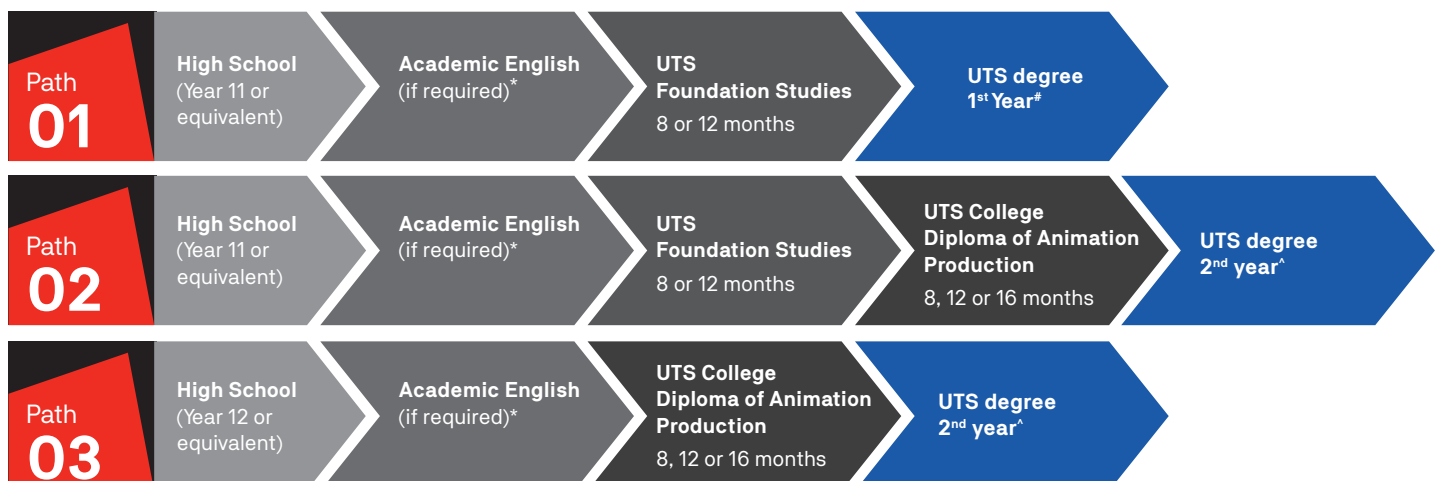 Path
01
High School
(Year 11 or
equivalent)
Academic English
(if required)*
UTS
Foundation Studies
8 or 12 months
UTS degree
1st Year#
Path
02
High School
(Year 11 or
equivalent)
Academic English
(if required)*
UTS
Foundation Studies
8 or 12 months
UTS College
Diploma of Animation
Production
8, 12 or 16 months
UTS degree
2nd year^
Path
03
High School
(Year 12 or
equivalent)
Academic English
(if required)*
UTS College
Diploma of Animation
Production
8, 12 or 16 months
UTS degree
2nd year^